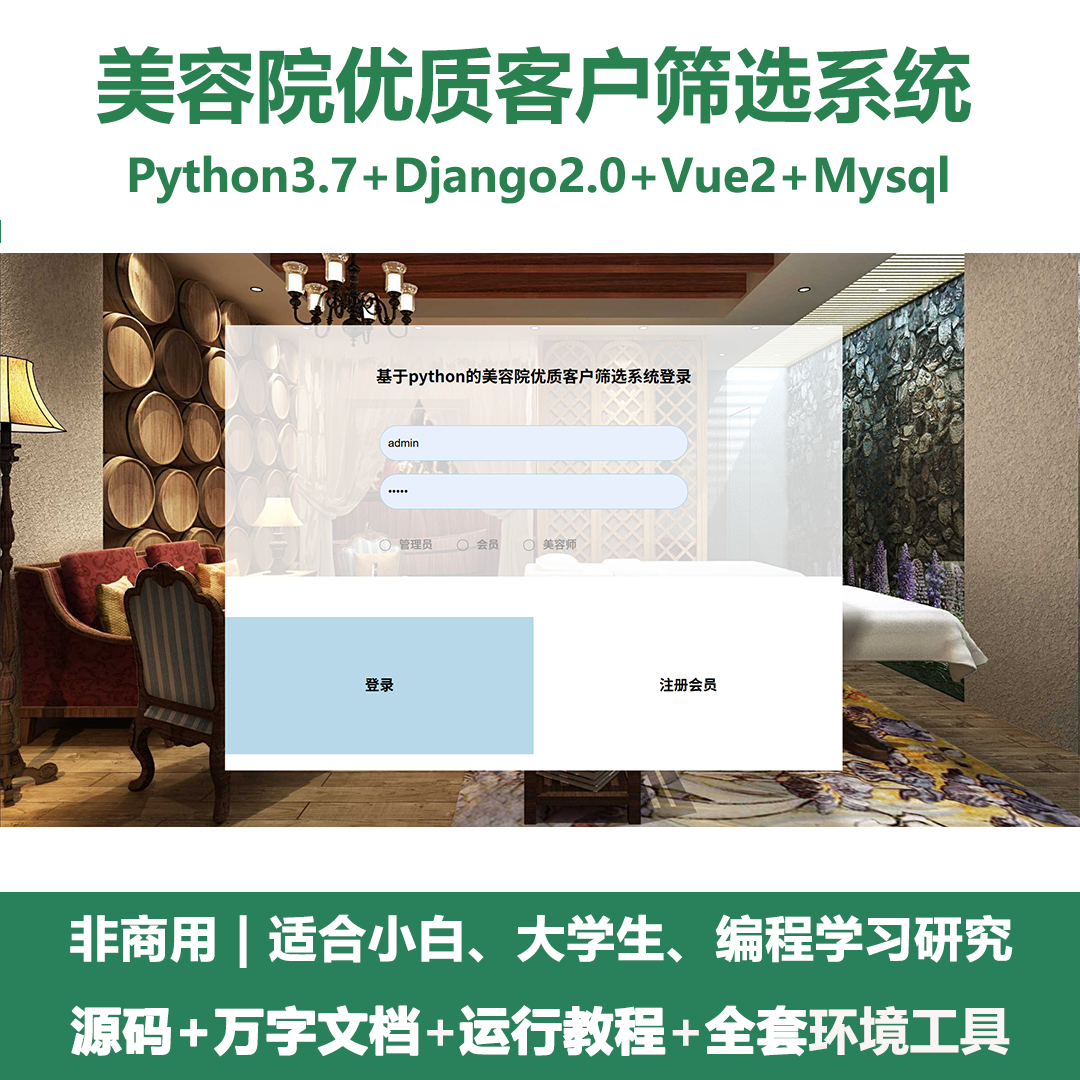 美容院优质客户筛选系统
Python3.7+Django2.0+Vue2+Mysql
基于python的美容院优质客户筛选系统登录
admin
•••••
管理员 会员 美容师
登录 注册会员
非商用|适合小白、大学生、编程学习研究
源码+万字文档+运行教程+全套环境工具